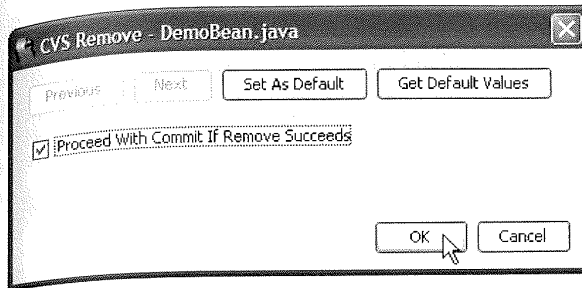 CVS Remove - DemoBean.java
Previous Next Set As Default Get Default Values
Proceed With Commit If Remove Succeeds
OK Cancel